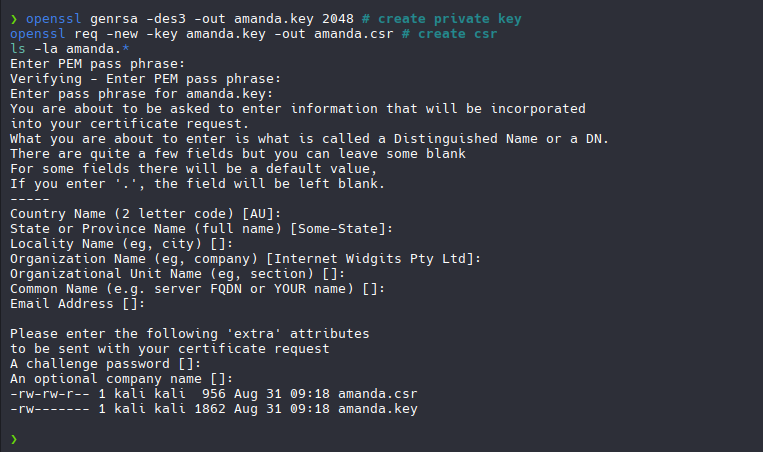 ❯ openssl genrsa -des3 -out amanda.key 2048 # create private key
openssl req -new -key amanda.key -out amanda.csr # create csr
ls -la amanda.*
Enter PEM pass phrase:
Verifying - Enter PEM pass phrase:
Enter pass phrase for amanda.key:
You are about to be asked to enter information that will be incorporated
into your certificate request.
What you are about to enter is what is called a Distinguished Name or a DN.
There are quite a few fields but you can leave some blank
For some fields there will be a default value,
If you enter '.', the field will be left blank.
-----
Country Name (2 letter code) [AU]:
State or Province Name (full name) [Some-State]:
Locality Name (eg, city) []:
Organization Name (eg, company) [Internet Widgits Pty Ltd]:
Organizational Unit Name (eg, section) []:
Common Name (e.g. server FQDN or YOUR name) []:
Email Address []:

Please enter the following 'extra' attributes
to be sent with your certificate request
A challenge password []:
An optional company name []:
-rw-rw-r-- 1 kali kali  956 Aug 31 09:18 amanda.csr
-rw------- 1 kali kali 1862 Aug 31 09:18 amanda.key

❯